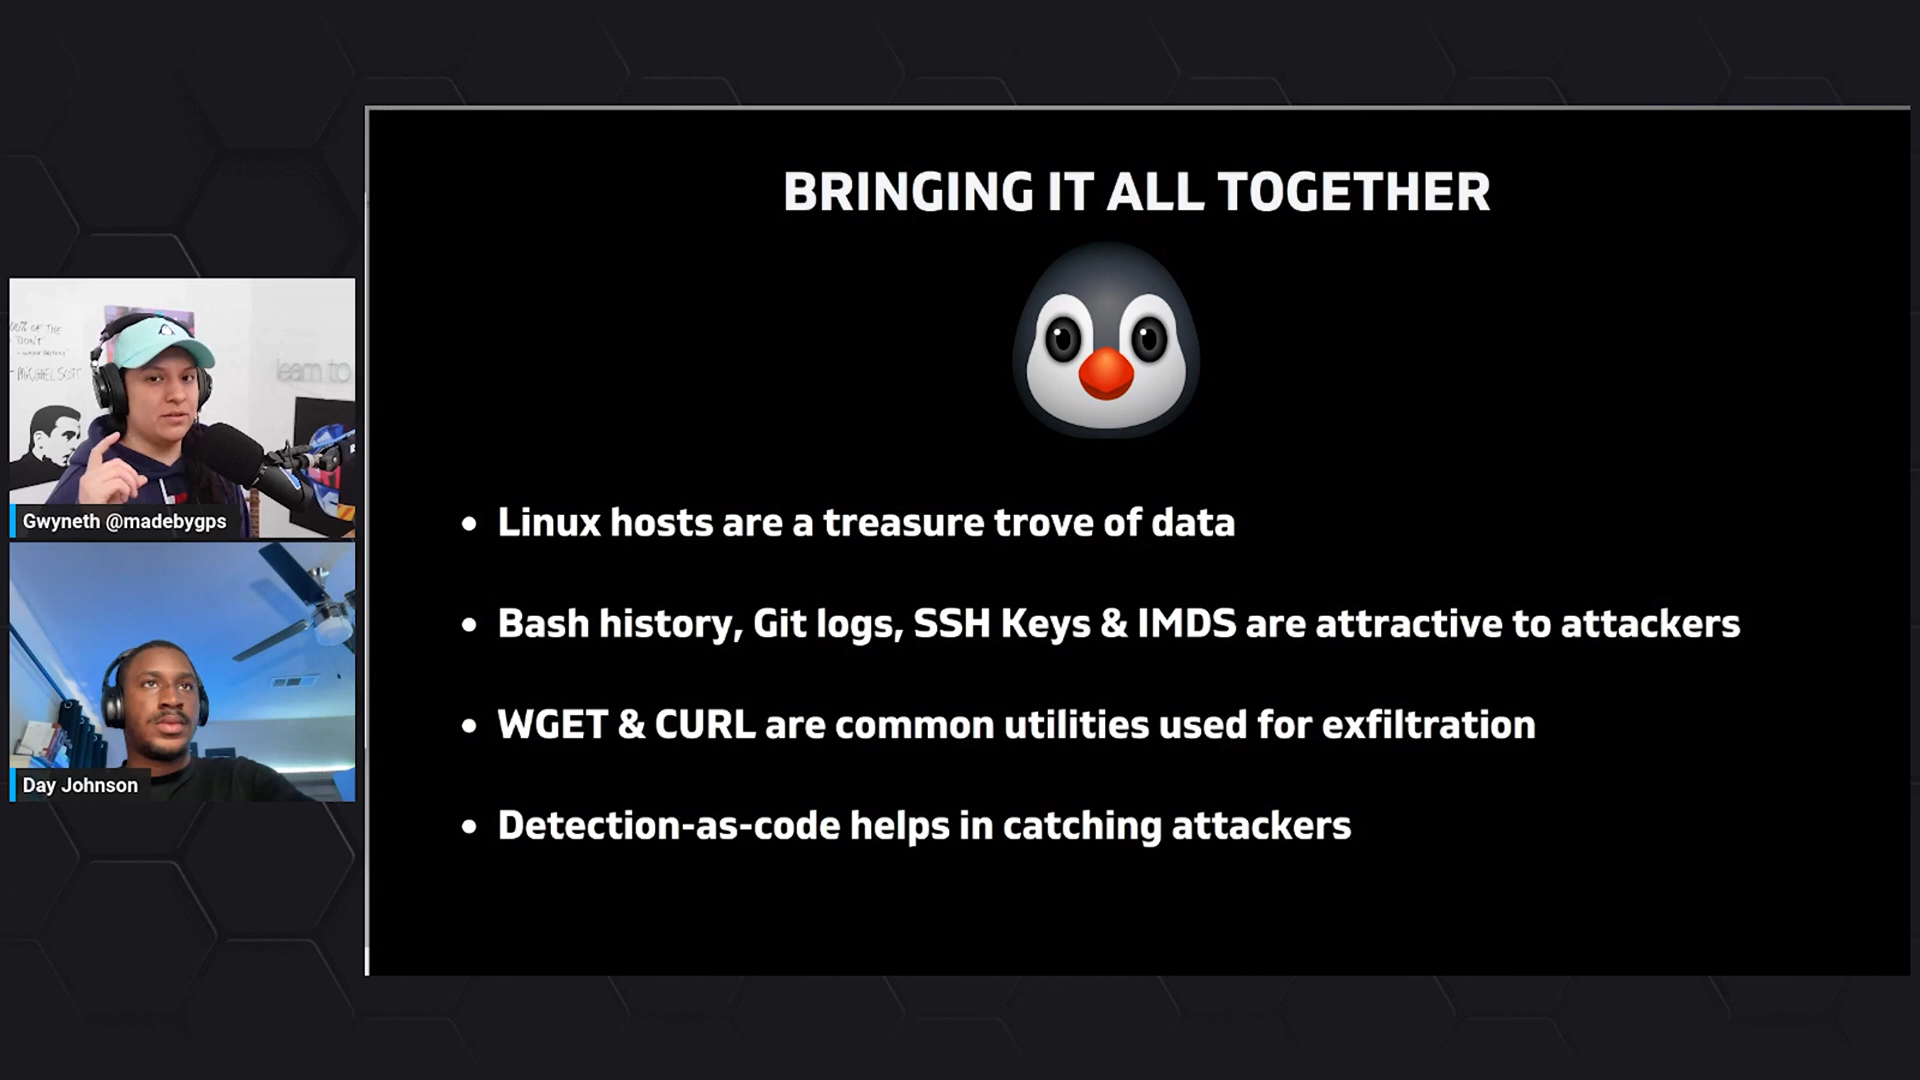 BRINGING IT ALL TOGETHER
• Linux hosts are a treasure trove of data
• Bash history, Git logs, SSH Keys & IMDS are attractive to attackers
• WGET & CURL are common utilities used for exfiltration
• Detection-as-code helps in catching attackers
learn to
Gwyneth @madebygps
Day Johnson